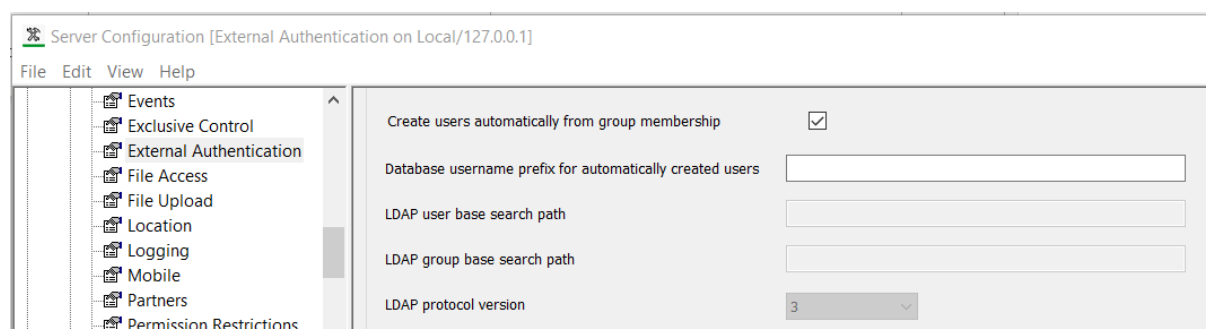 Server Configuration [External Authentication on Local/127.0.0.1]
File Edit View Help
Events
Exclusive Control
External Authentication
File Access
File Upload
Location
Logging
Mobile
Partners
Permission Restrictions
Create users automatically from group membership
Database username prefix for automatically created users
LDAP user base search path
LDAP group base search path
LDAP protocol version 3